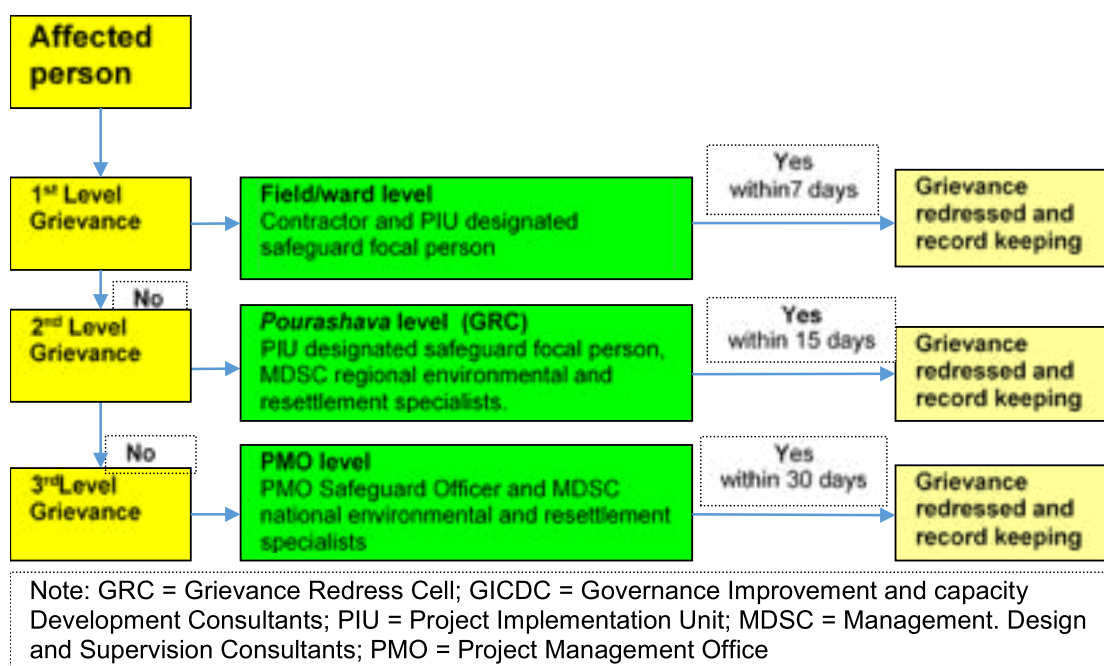 Affected
person
1st Level
Grievance
Field/ward level
Contractor and PIU designated
safeguard focal person
Yes
within7 days
Grievance
redressed and
record keeping
No
2nd Level
Grievance
Pourashava level (GRC)
PIU designated safeguard focal person,
MDSC regional environmental and
resettlement specialists.
Yes
within 15 days
Grievance
redressed and
record keeping
No
3rdLevel
Grievance
PMO level
PMO Safeguard Officer and MDSC
national environmental and resettlement
specialists
Yes
within 30 days
Grievance
redressed and
record keeping
Note: GRC = Grievance Redress Cell; GICDC = Governance Improvement and capacity
Development Consultants; PIU = Project Implementation Unit; MDSC = Management. Design
and Supervision Consultants; PMO = Project Management Office